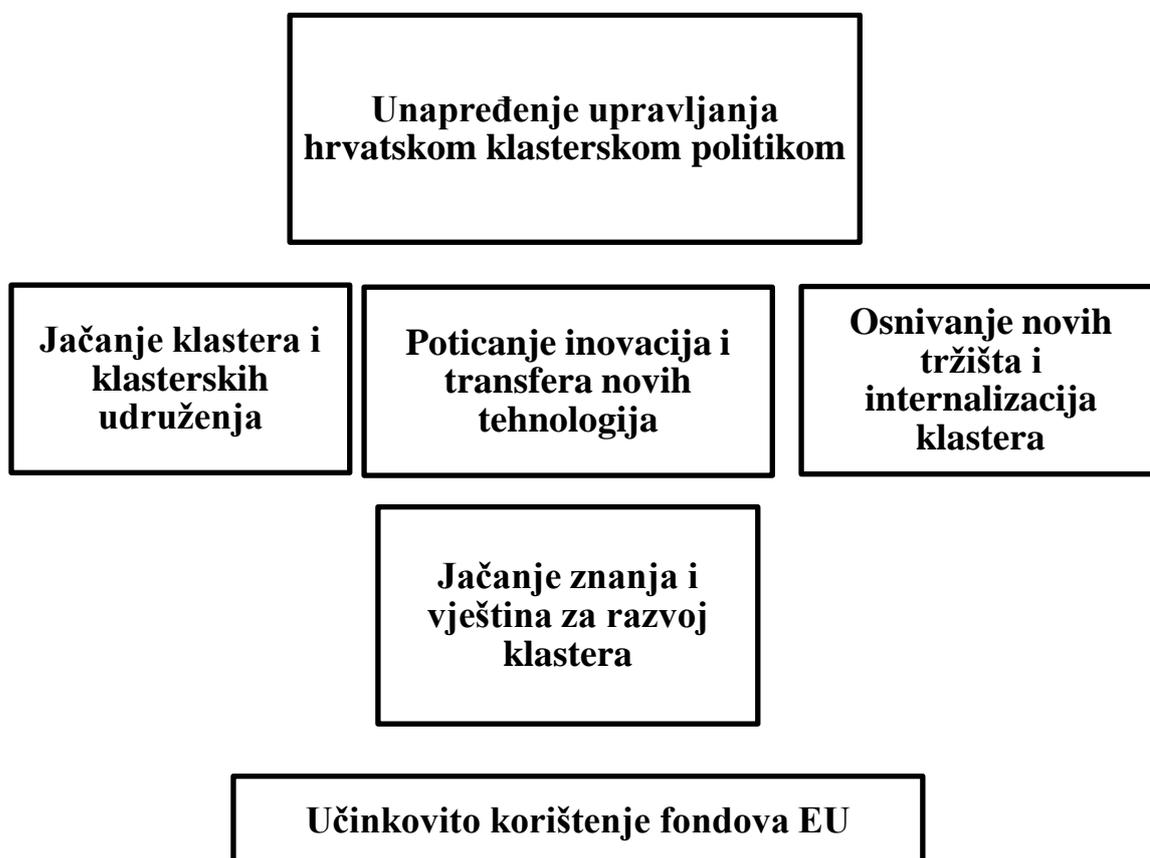 Unapređenje upravljanja
hrvatskom klasterskom politikom
Jačanje klastera i
klasterskih
udruženja
Poticanje inovacija i
transfera novih
tehnologija
Osnivanje novih
tržišta i
internalizacija
klastera
Jačanje znanja i
vještina za razvoj
klastera
Učinkovito korištenje fondova EU